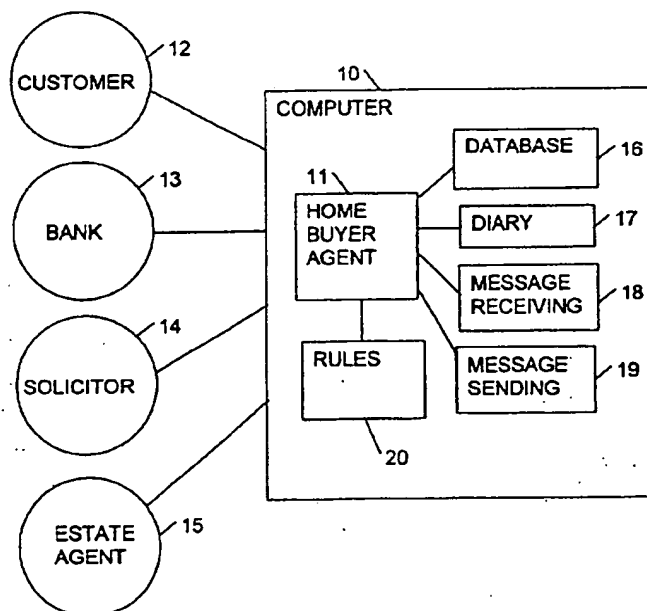 12
CUSTOMER
10
COMPUTER
13
BANK
11
HOME
BUYER
AGENT
DATABASE
16
DIARY
17
MESSAGE
RECEIVING
18
14
SOLICITOR
RULES
MESSAGE
SENDING
19
20
ESTATE
AGENT
15